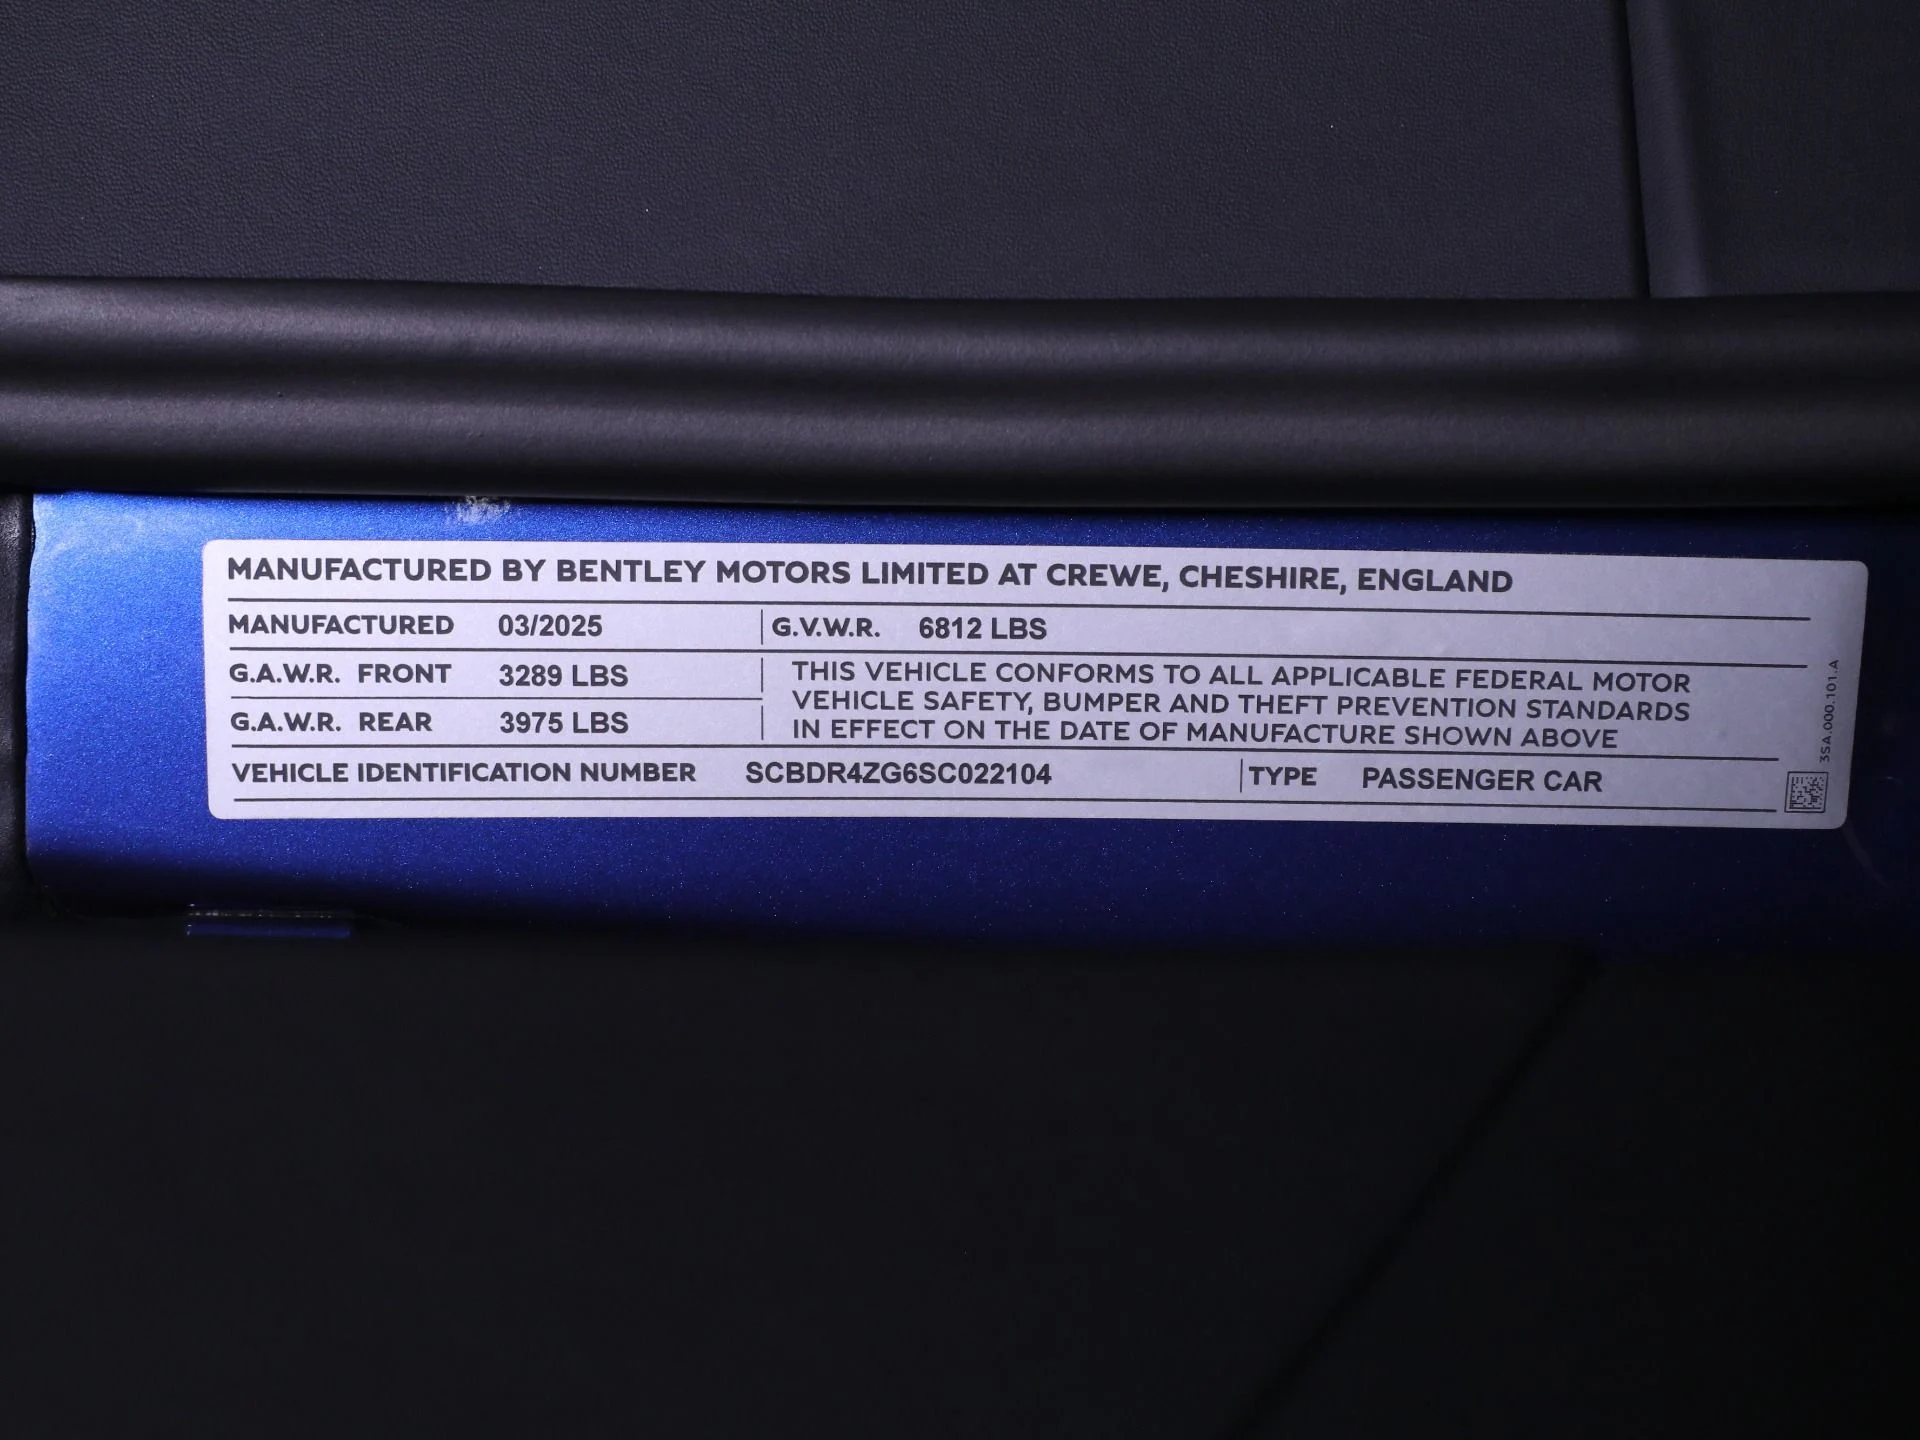 MANUFACTURED BY BENTLEY MOTORS LIMITED AT CREWE, CHESHIRE, ENGLAND
MANUFACTURED 03/2025 G.V.W.R. 6812 LBS
G.A.W.R. FRONT 3289 LBS
G.A.W.R. REAR 3975 LBS
THIS VEHICLE CONFORMS TO ALL APPLICABLE FEDERAL MOTOR
VEHICLE SAFETY, BUMPER AND THEFT PREVENTION STANDARDS
IN EFFECT ON THE DATE OF MANUFACTURE SHOWN ABOVE
VEHICLE IDENTIFICATION NUMBER SCBDR4ZG6SC022104 TYPE PASSENGER CAR
3SA.000.101.A